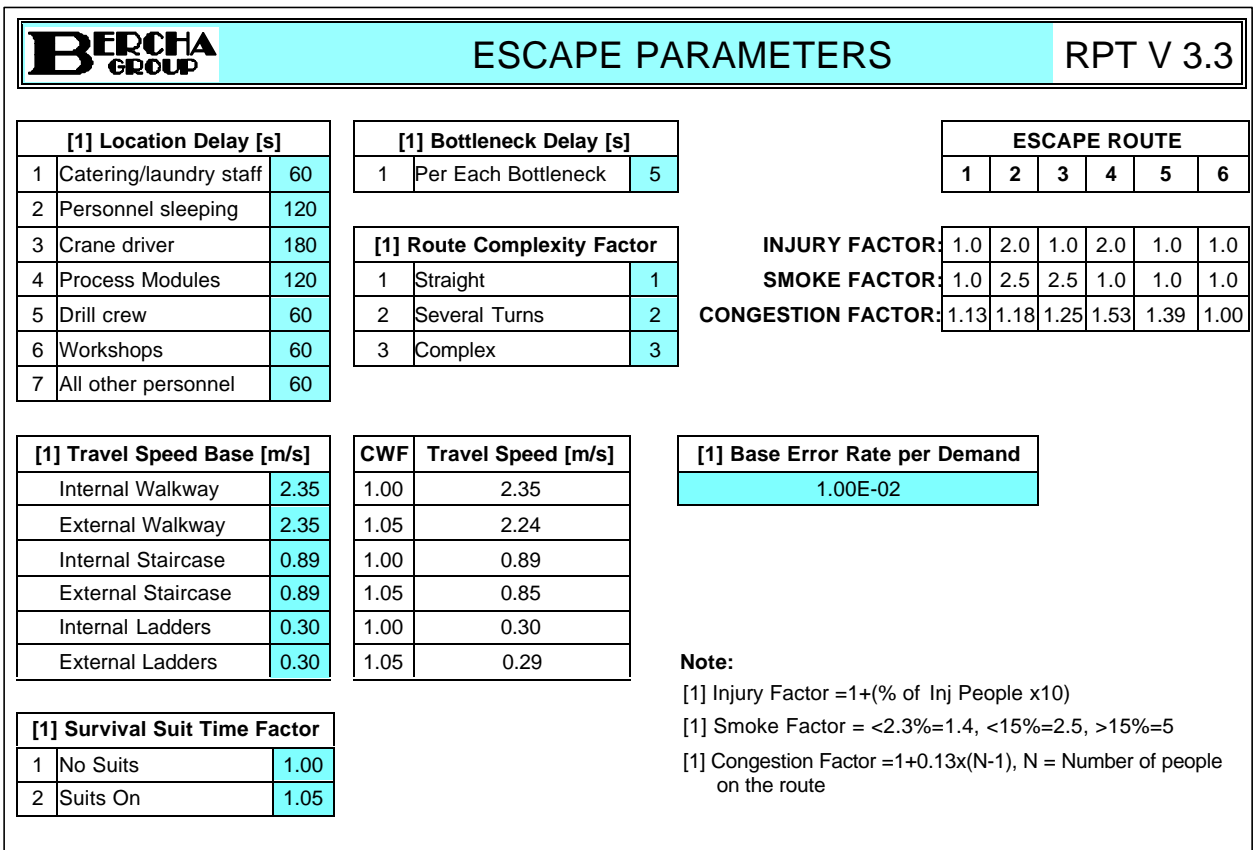 BERCHA GROUP
ESCAPE PARAMETERS
RPT V 3.3
[1] Location Delay [s]
1 Catering/laundry staff 60
2 Personnel sleeping 120
3 Crane driver 180
4 Process Modules 120
5 Drill crew 60
6 Workshops 60
7 All other personnel 60
[1] Bottleneck Delay [s]
1 Per Each Bottleneck 5
[1] Route Complexity Factor
1 Straight 1
2 Several Turns 2
3 Complex 3
ESCAPE ROUTE
1 2 3 4 5 6
INJURY FACTOR: 1.0 2.0 1.0 2.0 1.0 1.0
SMOKE FACTOR: 1.0 2.5 2.5 1.0 1.0 1.0
CONGESTION FACTOR: 1.13 1.18 1.25 1.53 1.39 1.00
[1] Travel Speed Base [m/s] CWF Travel Speed [m/s]
Internal Walkway 2.35 1.00 2.35
External Walkway 2.35 1.05 2.24
Internal Staircase 0.89 1.00 0.89
External Staircase 0.89 1.05 0.85
Internal Ladders 0.30 1.00 0.30
External Ladders 0.30 1.05 0.29
[1] Base Error Rate per Demand
1.00E-02
[1] Survival Suit Time Factor
1 No Suits 1.00
2 Suits On 1.05
Note:
[1] Injury Factor =1+(% of Inj People x10)
[1] Smoke Factor = <2.3%=1.4, <15%=2.5, >15%=5
[1] Congestion Factor =1+0.13x(N-1), N = Number of people
on the route